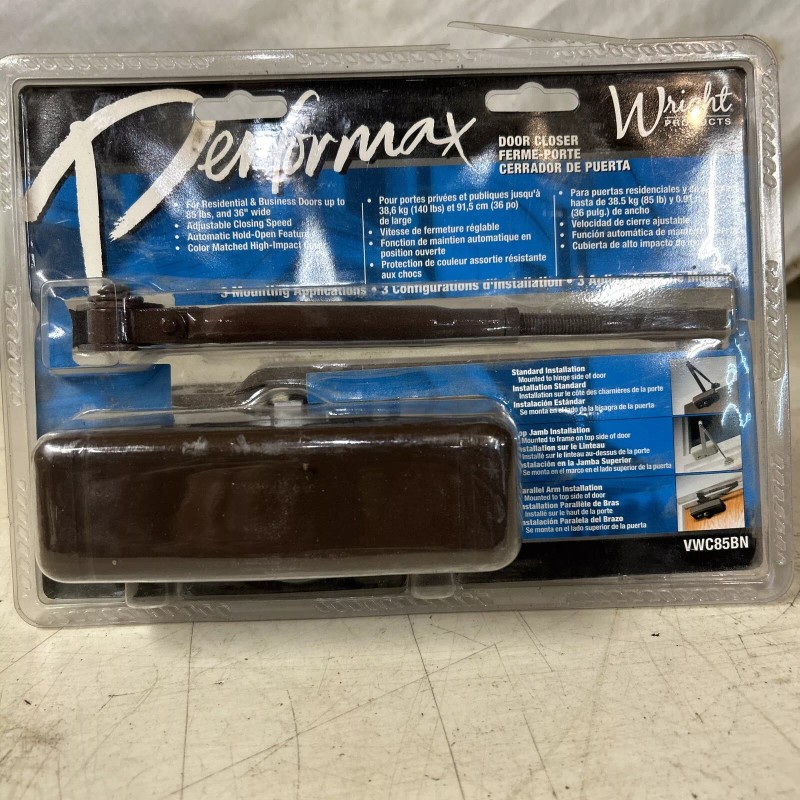 Performax
Wright
PRODUCTS
DOOR CLOSER
FERME-PORTE
CERRADOR DE PUERTA
• For Residential & Business Doors up to
85 lbs, and 36" wide
• Adjustable Closing Speed
• Automatic Hold-Open Feature
• Color Matched High-Impact
• Pour portes privées et publiques jusqu'à
38,6 kg (140 lbs) et 91,5 cm (36 po)
de large
• Vitesse de fermeture réglable
• Fonction de maintien automatique en
position ouverte
• Protection de couleur assortie résistante
aux chocs
• Para puertas residenciales y
hasta de 38.5 kg (85 lb) y 0.91
(36 pulg.) de ancho
• Velocidad de cierre ajustable
• Función automática de
• Cubierta de alto impacto de
3 Mounting Applications • 3 Configurations d'installation • 3
Standard Installation
Mounted to hinge side of door
Installation Standard
Installation sur le côte des charnières de la porte
Instalación Estándar
Se monta en el lado de la bisagra de la puerta
Jamb Installation
Mounted to frame on top side of door
Installation sur le Linteau
Installé sur le linteau au-dessus de la porte
Instalación en la Jamba Superior
Se monta en el marco en el lado superior de la puerta
Parallel Arm Installation
Mounted to top side of door
Installation Parallèle de Bras
Installé sur le haut de la porte
Instalación Paralela del Brazo
Se monta en el lado superior de la puerta
VWC85BN